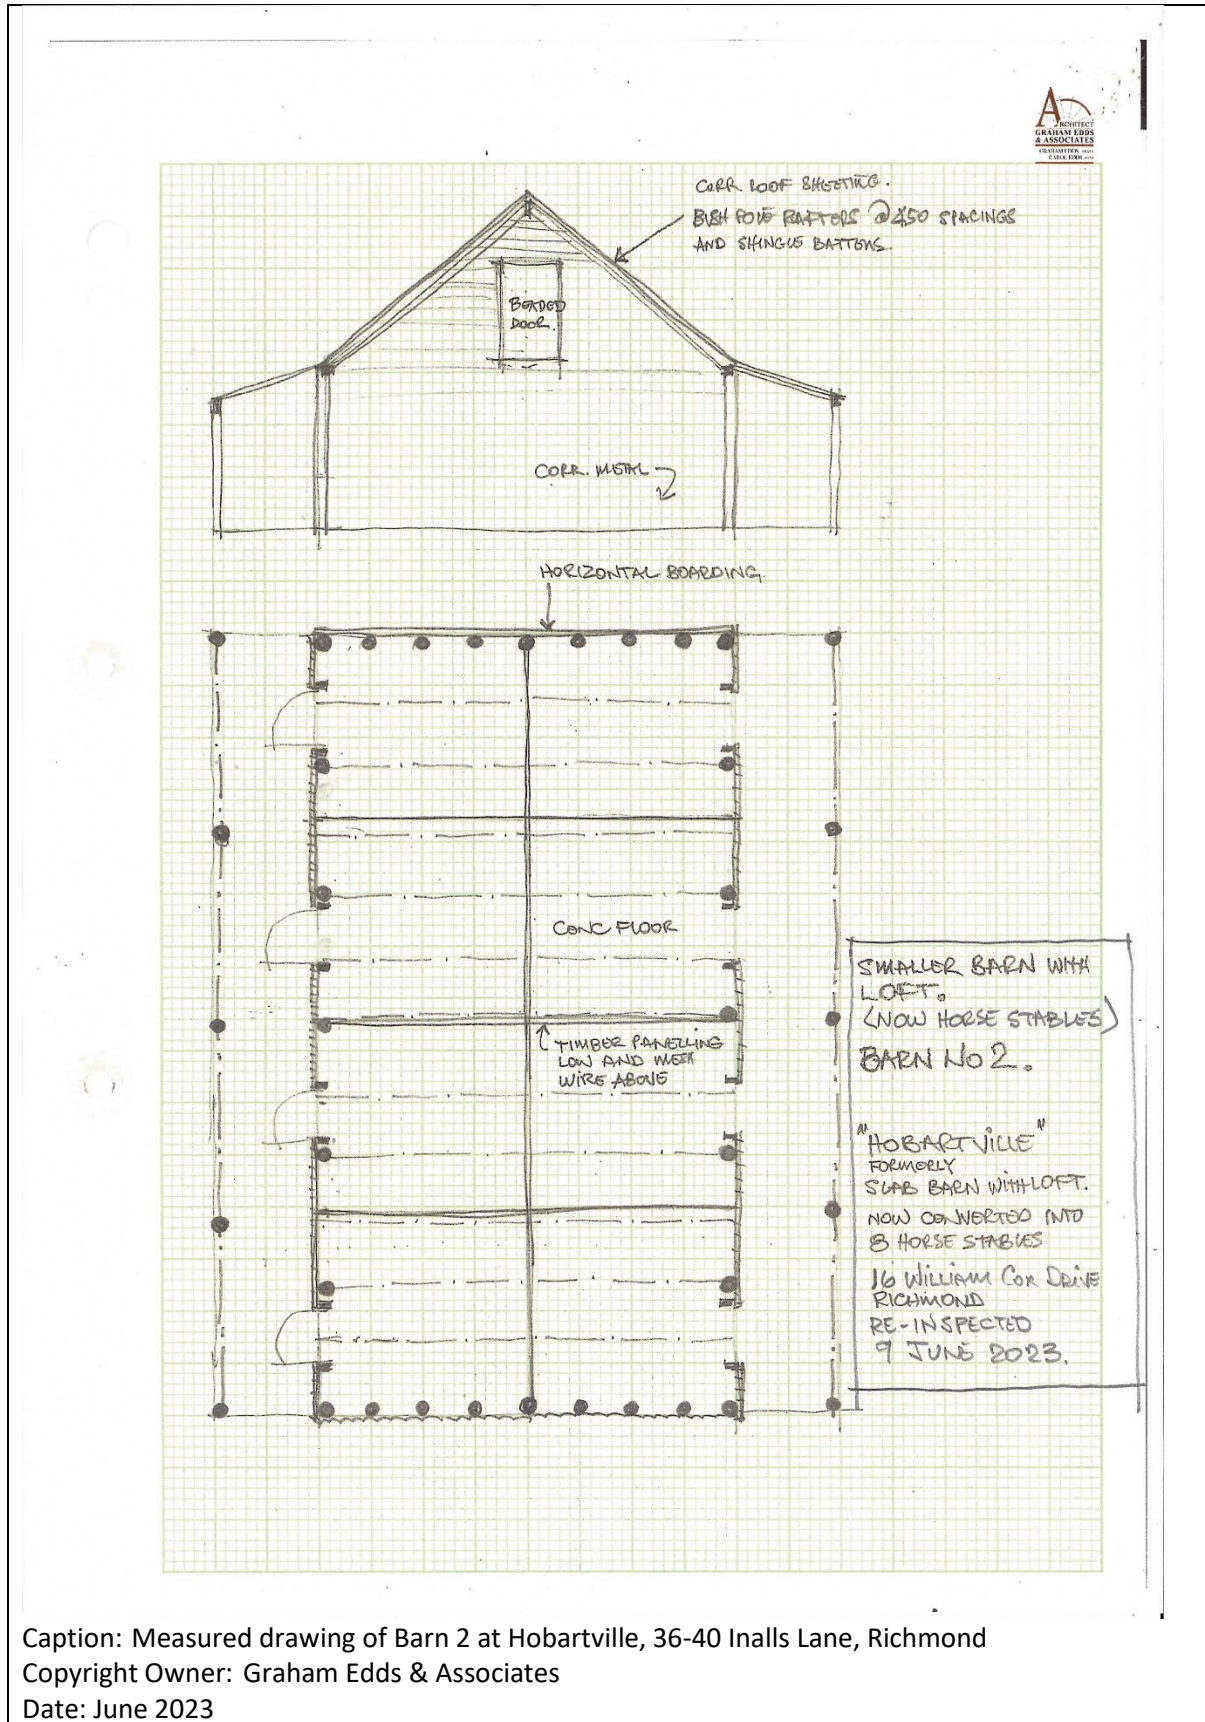 ARCHITECT
GRAHAM EDDS
& ASSOCIATES
CORR ROOF SHEETING.
BUSH POLE RAFTERS @ 450 SPACINGS
AND SHINGLE BATTENS.
BEADED
DOOR.
CORR. METAL
HORIZONTAL BOARDING
CONC FLOOR
TIMBER PANELLING
LOW AND MESH
WIRE ABOVE
SMALLER BARN WITH
LOFT.
(NOW HORSE STABLES)
BARN No 2.
"HOBARTVILLE"
FORMERLY
SLAB BARN WITH LOFT.
NOW CONVERTED INTO
8 HORSE STABLES
16 WILLIAM COX DRIVE
RICHMOND
RE-INSPECTED
9 JUNE 2023.
Caption: Measured drawing of Barn 2 at Hobartville, 36-40 Inalls Lane, Richmond
Copyright Owner: Graham Edds & Associates
Date: June 2023